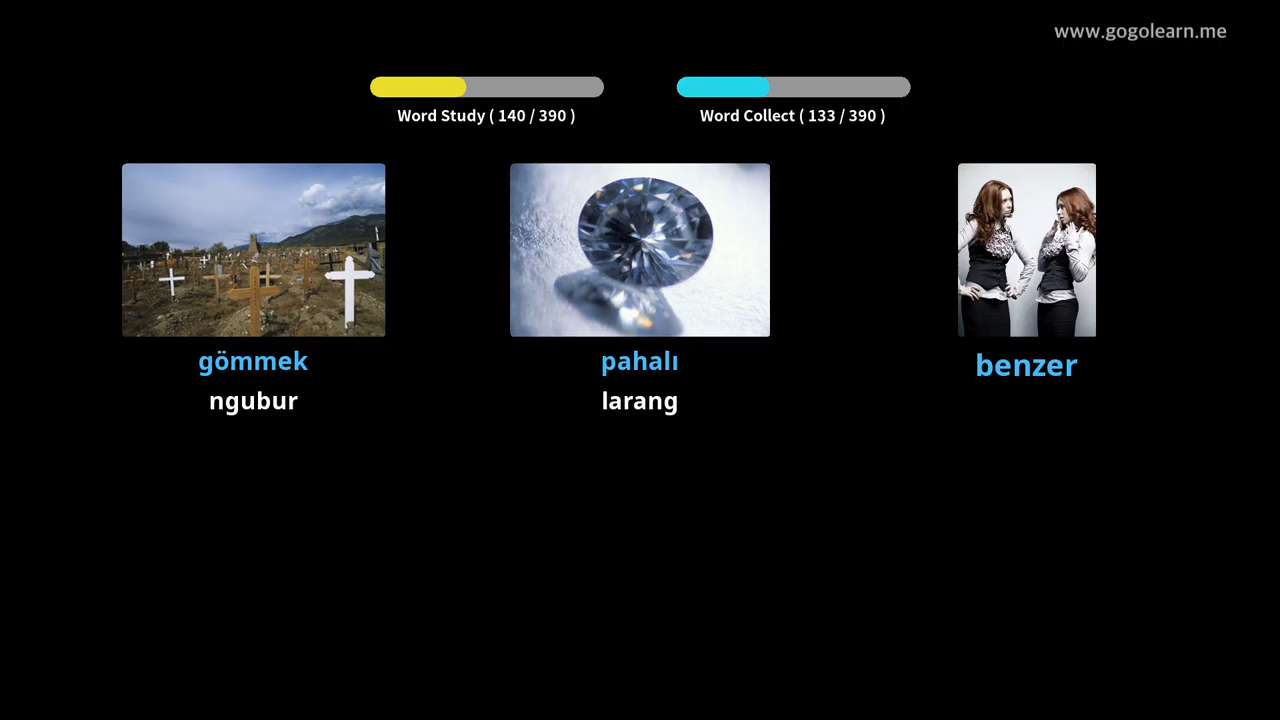 www.gogolearn.me
Word Study ( 140 / 390 )
Word Collect ( 133 / 390 )
gömmek
pahalı
benzer
ngubur
larang